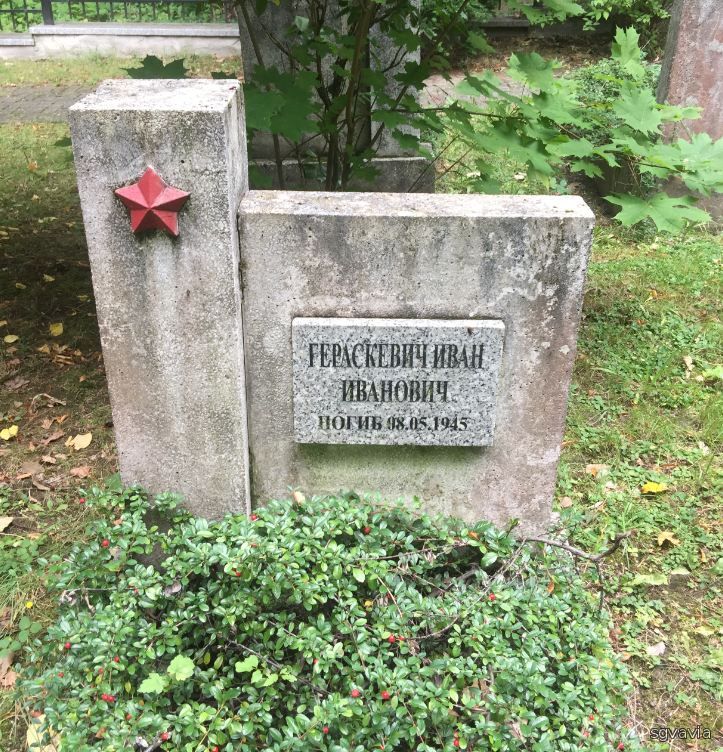 ГЕРАСКЕВИЧ ИВАН
ИВАНОВИЧ
ПОГИБ 08.05.1945
sgvavia